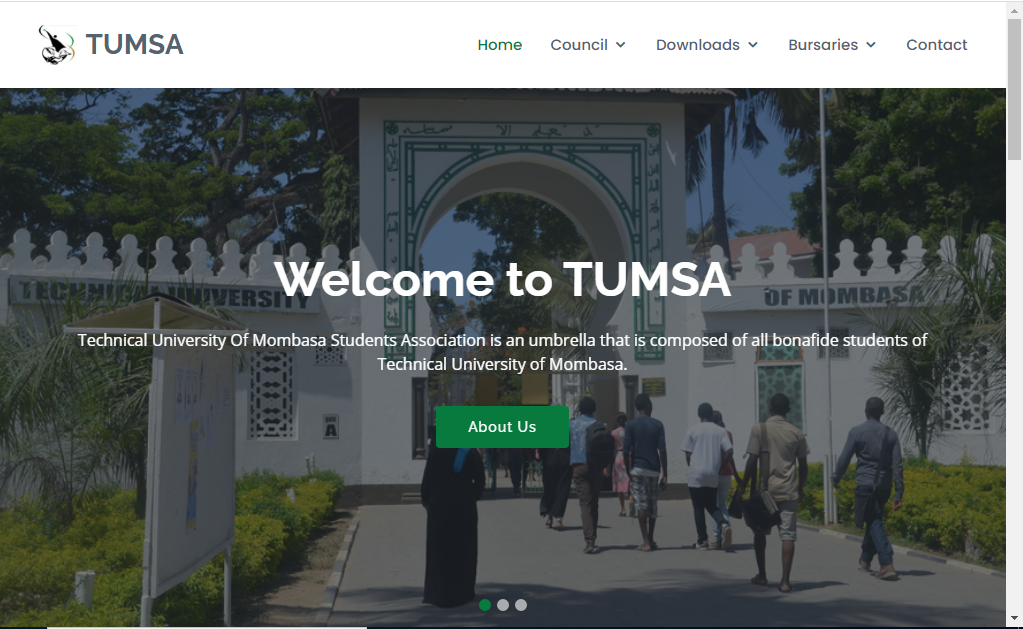 TUMSA
Home
Council
Downloads
Bursaries
Contact
Welcome to TUMSA
TECHNICAL UNIVERSITY
OF MOMBASA
Technical University Of Mombasa Students Association is an umbrella that is composed of all bonafide students of
Technical University of Mombasa.
About Us
A